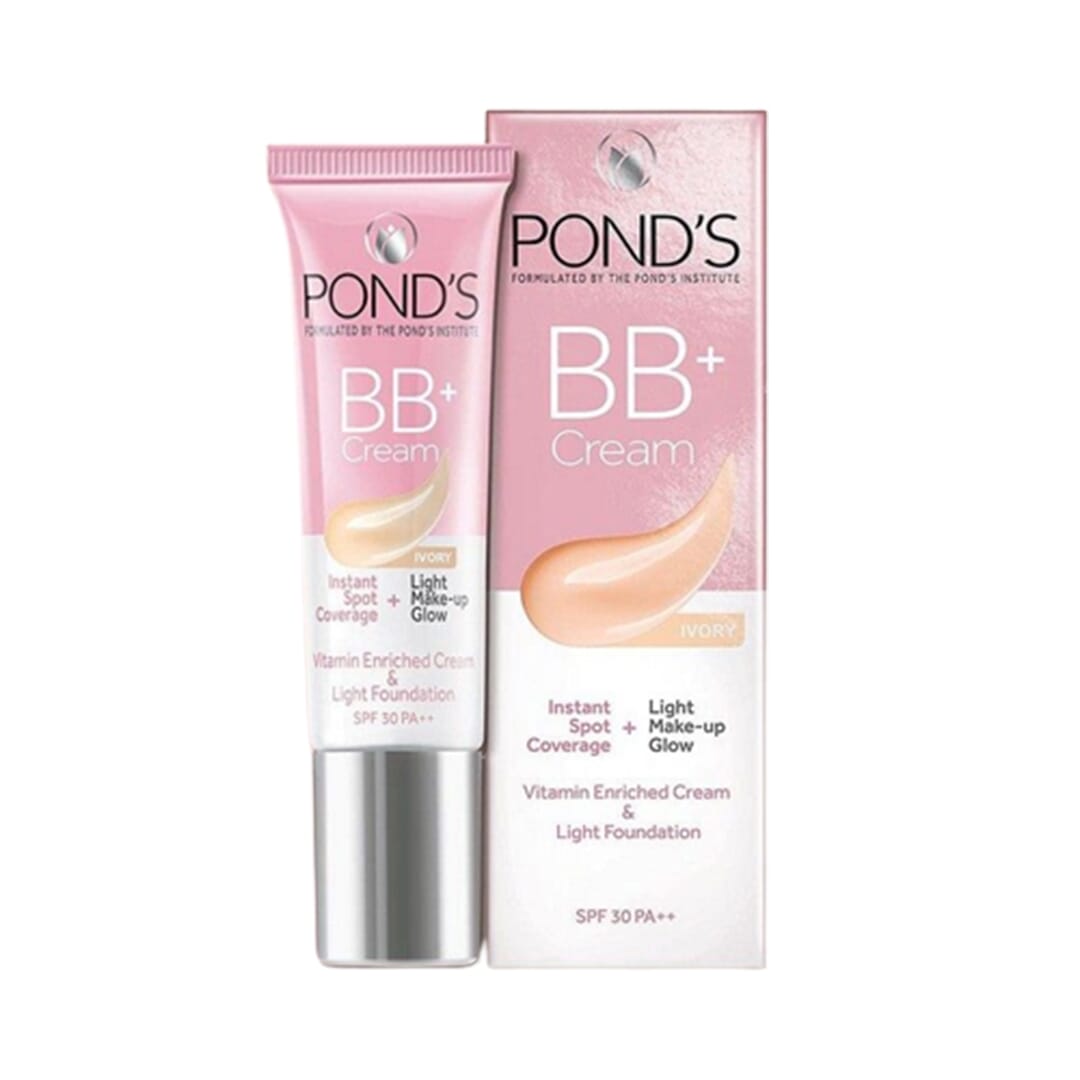 POND'S
FORMULATED BY THE POND'S INSTITUTE
BB+
Cream
IVORY
Instant
Spot
Coverage
+
Light
Make-up
Glow
Vitamin Enriched Cream
&
Light Foundation
SPF 30 PA++
POND'S
FORMULATED BY THE POND'S INSTITUTE
BB+
Cream
IVORY
Instant
Spot
Coverage
+
Light
Make-up
Glow
Vitamin Enriched Cream
&
Light Foundation
SPF 30 PA++